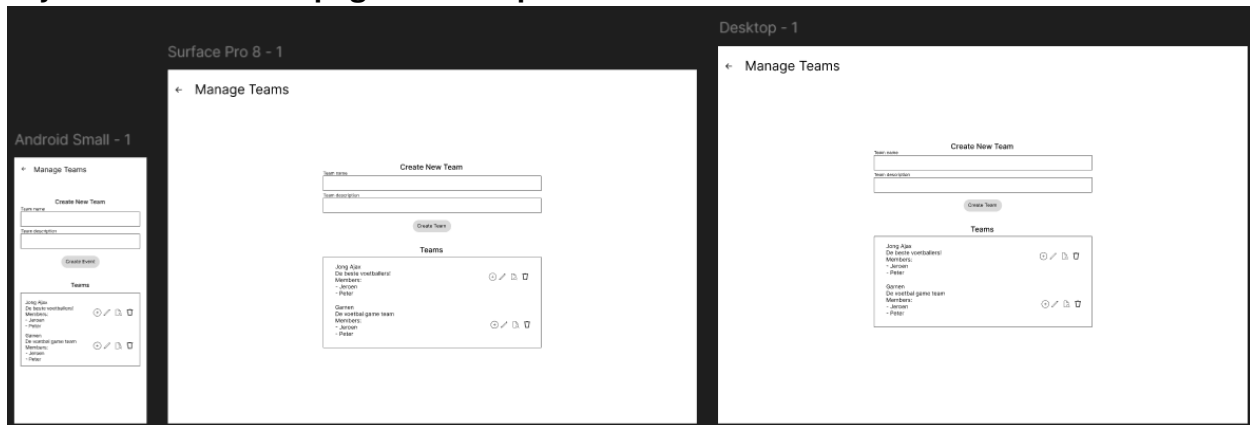 Android Small - 1
← Manage Teams
Create New Team
Team name
Team description
Create Event
Teams
Jong Ajax
De beste voetballers!
Members:
- Jeroen
- Peter
Gamen
De voetbal game team
Members:
- Jeroen
- Peter
Surface Pro 8 - 1
← Manage Teams
Create New Team
Team name
Team description
Create Team
Teams
Jong Ajax
De beste voetballers!
Members:
- Jeroen
- Peter
Gamen
De voetbal game team
Members:
- Jeroen
- Peter
Desktop - 1
← Manage Teams
Create New Team
Team name
Team description
Create Team
Teams
Jong Ajax
De beste voetballers!
Members:
- Jeroen
- Peter
Gamen
De voetbal game team
Members:
- Jeroen
- Peter